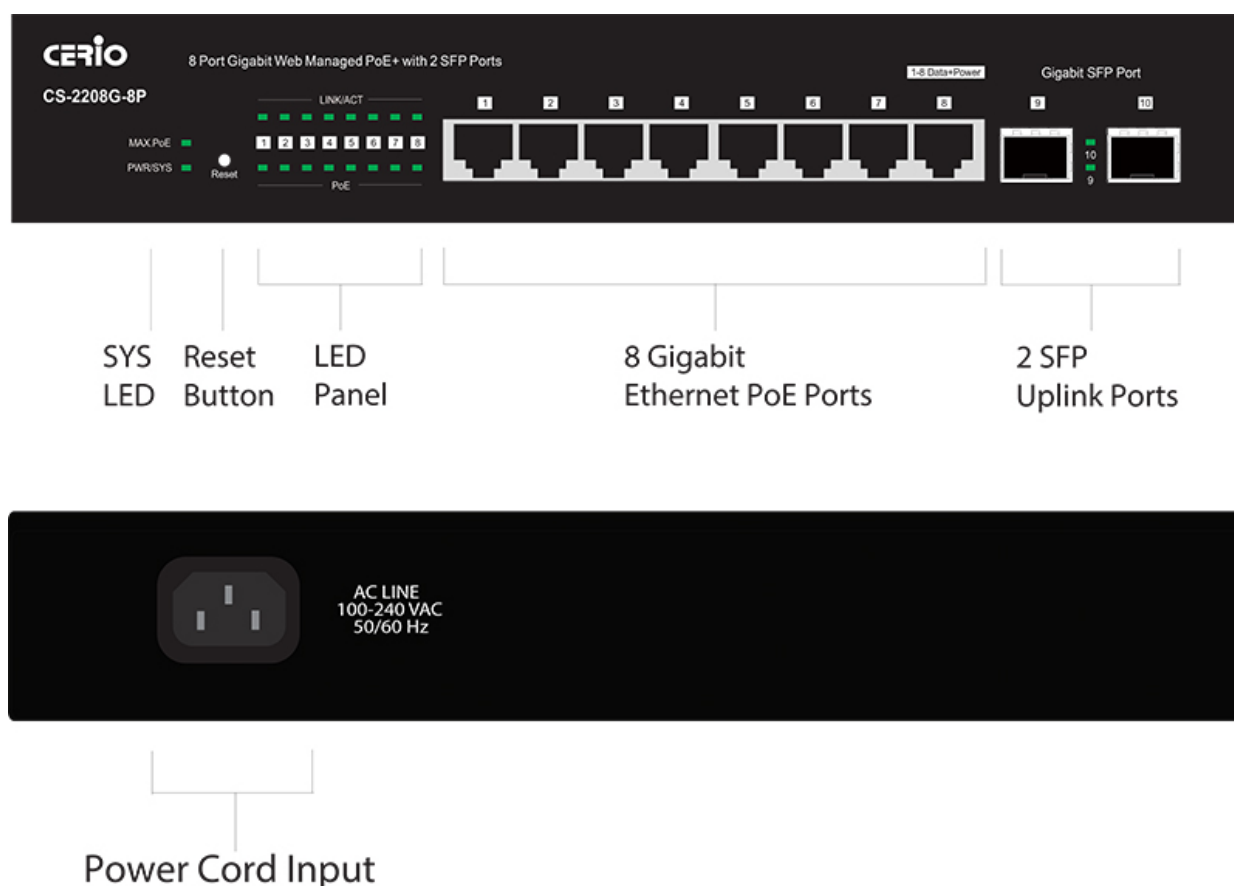 CERIO
8 Port Gigabit Web Managed PoE+ with 2 SFP Ports
CS-2208G-8P
1-8 Data+Power
Gigabit SFP Port
LINK/ACT
1 2 3 4 5 6 7 8 9 10
MAX PoE
1 2 3 4 5 6 7 8
PWR/SYS
Reset
PoE
10
9
SYS LED
Reset Button
LED Panel
8 Gigabit
Ethernet PoE Ports
2 SFP
Uplink Ports
AC LINE
100-240 VAC
50/60 Hz
Power Cord Input